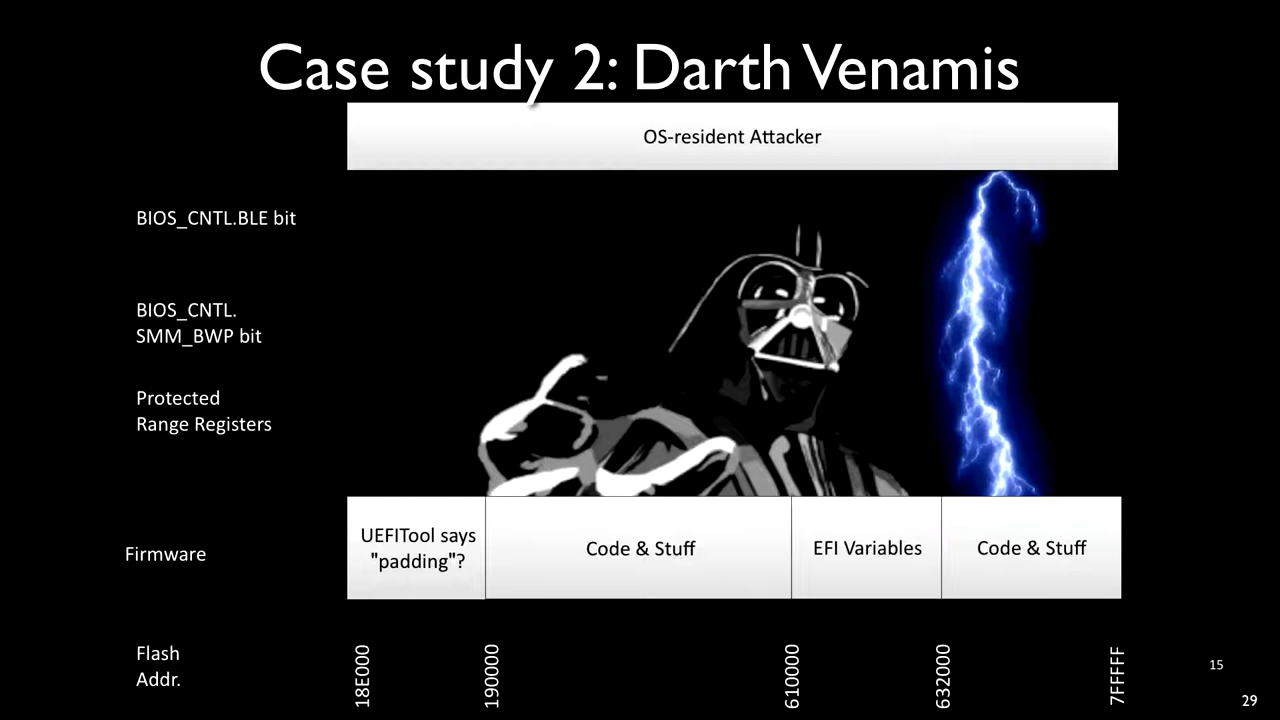 Case study 2: Darth Venamis
OS-resident Attacker
BIOS_CNTL.BLE bit
BIOS_CNTL.
SMM_BWP bit
Protected
Range Registers
Firmware
UEFITool says
"padding"?
Code & Stuff
EFI Variables
Code & Stuff
Flash
Addr.
18E000
190000
610000
632000
7FFFFF
15
29